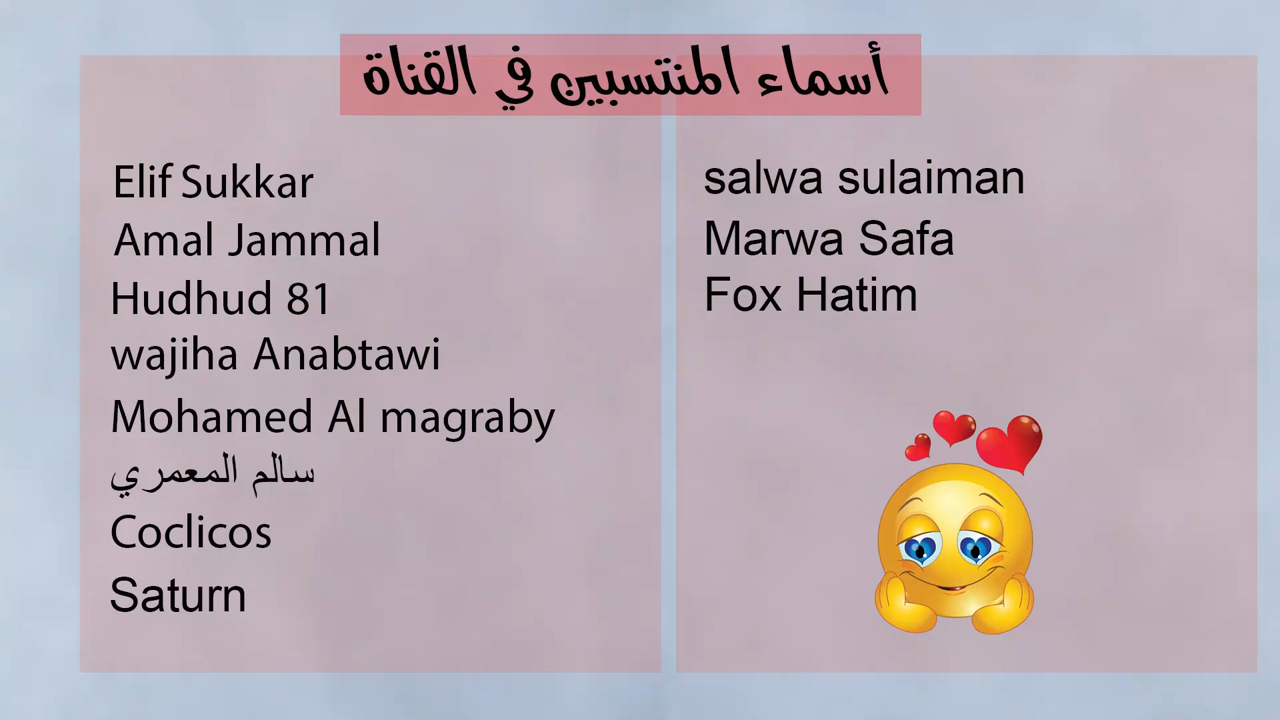 أسماء المنتسبين في القناة
Elif Sukkar
Amal Jammal
Hudhud 81
wajiha Anabtawi
Mohamed Al magraby
سالم المعمري
Coclicos
Saturn
salwa sulaiman
Marwa Safa
Fox Hatim